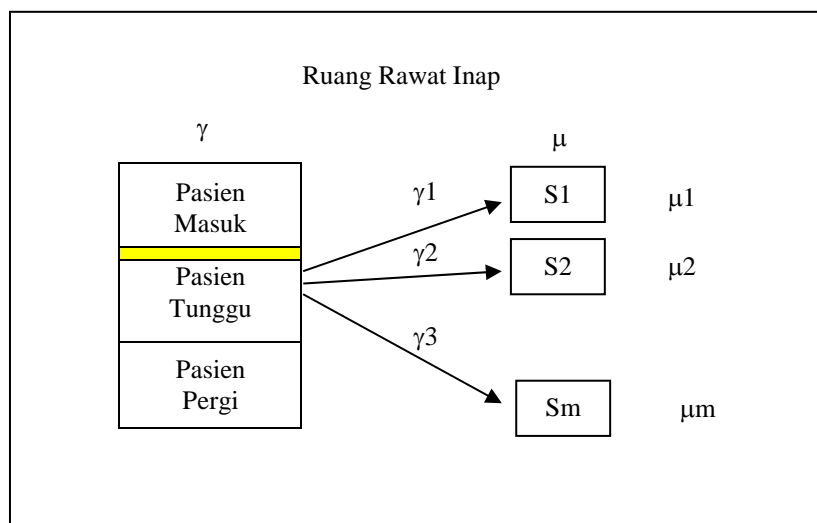 Ruang Rawat Inap
γ
μ
Pasien
Masuk
γ1
S1
μ1
γ2
S2
μ2
Pasien
Tunggu
γ3
Pasien
Pergi
Sm
μm